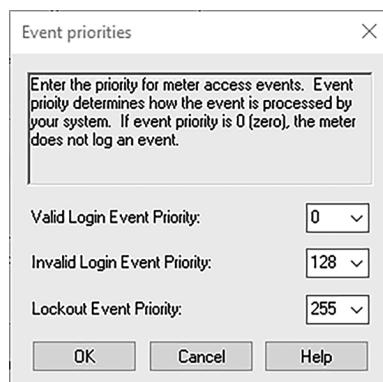 Event priorities
Enter the priority for meter access events. Event
prioity determines how the event is processed by
your system. If event priority is 0 (zero), the meter
does not log an event.
Valid Login Event Priority: 0
Invalid Login Event Priority: 128
Lockout Event Priority: 255
OK Cancel Help